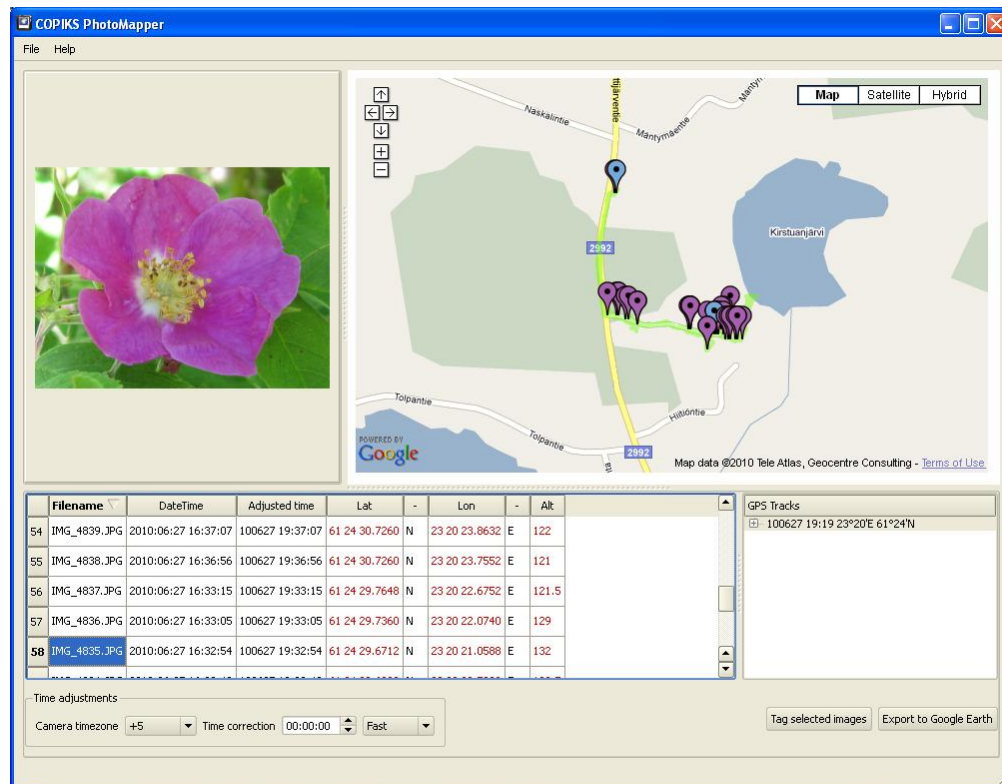 COPIKS PhotoMapper
File Help
Map Satellite Hybrid
Naskalintie
Mäntymäentie
2992
Kirstuanjärvi
Tolpantie
Tolpantie
Hiitiöntie
2992
POWERED BY
Google
Map data ©2010 Tele Atlas, Geocentre Consulting - Terms of Use
Filename DateTime Adjusted time Lat - Lon - Alt
54 IMG_4839.JPG 2010:06:27 16:37:07 100627 19:37:07 61 24 30.7260 N 23 20 23.8632 E 122
55 IMG_4838.JPG 2010:06:27 16:36:56 100627 19:36:56 61 24 30.7260 N 23 20 23.7552 E 121
56 IMG_4837.JPG 2010:06:27 16:33:15 100627 19:33:15 61 24 29.7648 N 23 20 22.6752 E 121.5
57 IMG_4836.JPG 2010:06:27 16:33:05 100627 19:33:05 61 24 29.7360 N 23 20 22.0740 E 129
58 IMG_4835.JPG 2010:06:27 16:32:54 100627 19:32:54 61 24 29.6712 N 23 20 21.0588 E 132
GPS Tracks
100627 19:19 23°20'E 61°24'N
Time adjustments
Camera timezone +5 Time correction 00:00:00 Fast
Tag selected images Export to Google Earth